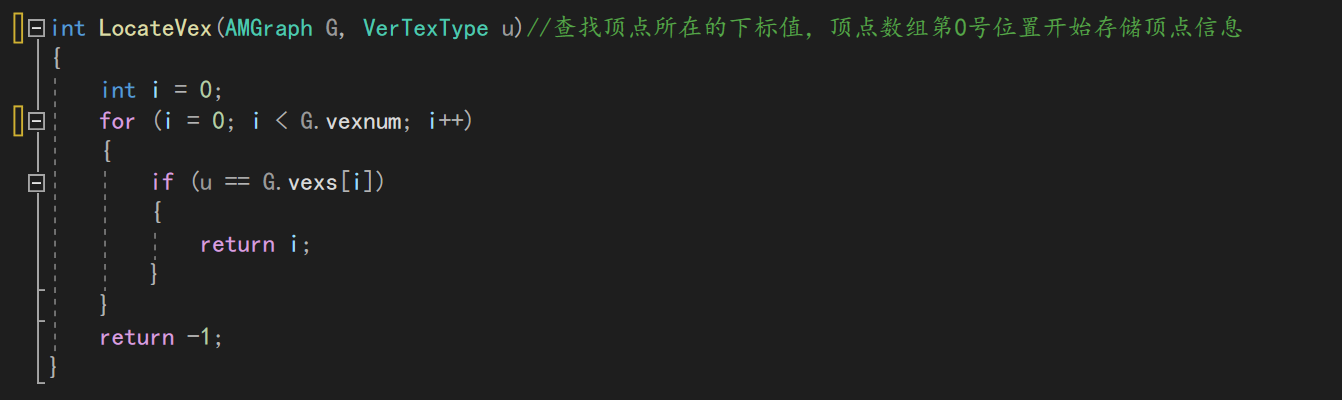 int LocateVex(AMGraph G, VerTexType u)//查找顶点所在的下标值，顶点数组第0号位置开始存储顶点信息
{
int i = 0;
for (i = 0; i < G.vexnum; i++)
{
if (u == G.vexs[i])
{
return i;
}
}
return -1;
}